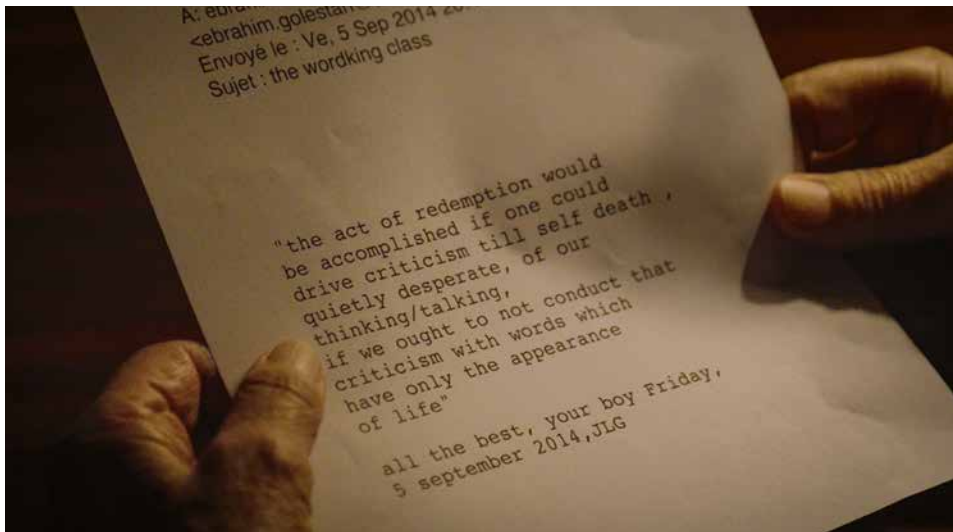 A:
<ebrahim.golestan
Envoyé le : Ve, 5 Sep 2014
Sujet : the wordking class
"the act of redemption would
be accomplished if one could
drive criticism till self death ,
quietly desperate, of our
thinking/talking,
if we ought to not conduct that
criticism with words which
have only the appearance
of life"
all the best, your boy Friday,
5 september 2014,JLG